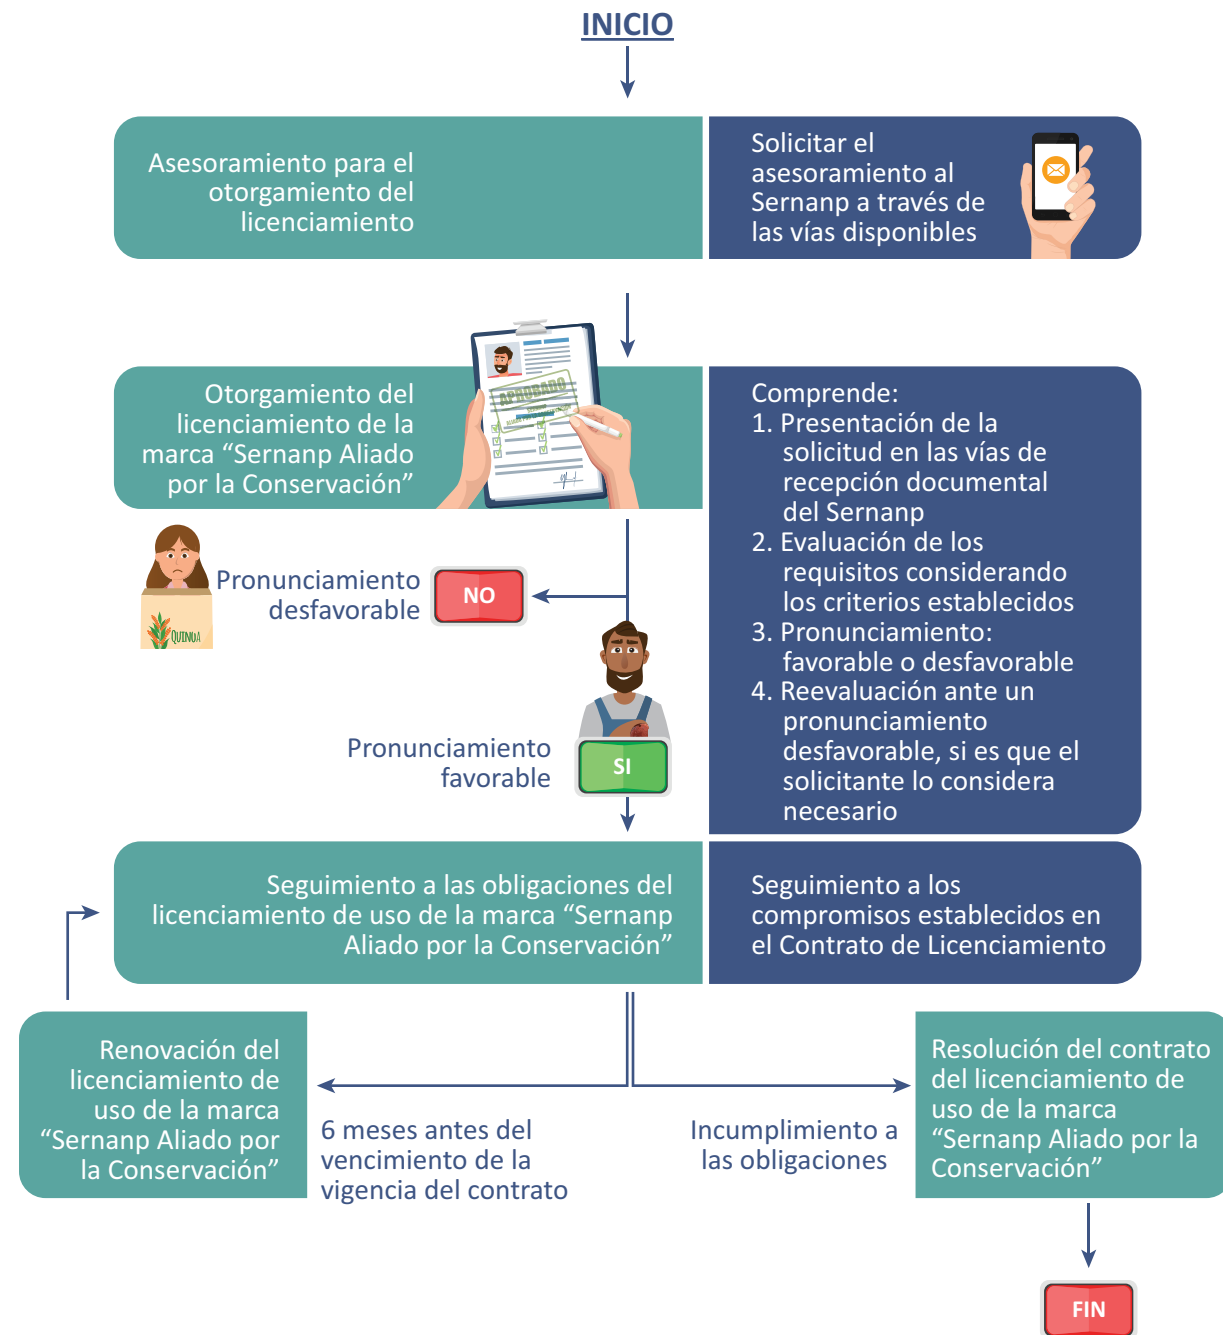 INICIO
Asesoramiento para el
otorgamiento del
licenciamiento
Solicitar el
asesoramiento al
Sernanp a través de
las vías disponibles
Otorgamiento del
licenciamiento de la
marca “Sernanp Aliado
por la Conservación”
APROBADO
Comprende:
1. Presentación de la
solicitud en las vías de
recepción documental
del Sernanp
2. Evaluación de los
requisitos considerando
los criterios establecidos
3. Pronunciamiento:
favorable o desfavorable
4. Reevaluación ante un
pronunciamiento
desfavorable, si es que el
solicitante lo considera
necesario
Pronunciamiento
desfavorable
NO
QUINUA
Pronunciamiento
favorable
SI
Seguimiento a las obligaciones del
licenciamiento de uso de la marca “Sernanp
Aliado por la Conservación”
Seguimiento a los
compromisos establecidos en
el Contrato de Licenciamiento
Renovación del
licenciamiento de
uso de la marca
“Sernanp Aliado por
la Conservación”
6 meses antes del
vencimiento de la
vigencia del contrato
Incumplimiento a
las obligaciones
Resolución del contrato
del licenciamiento de
uso de la marca
“Sernanp Aliado por la
Conservación”
FIN